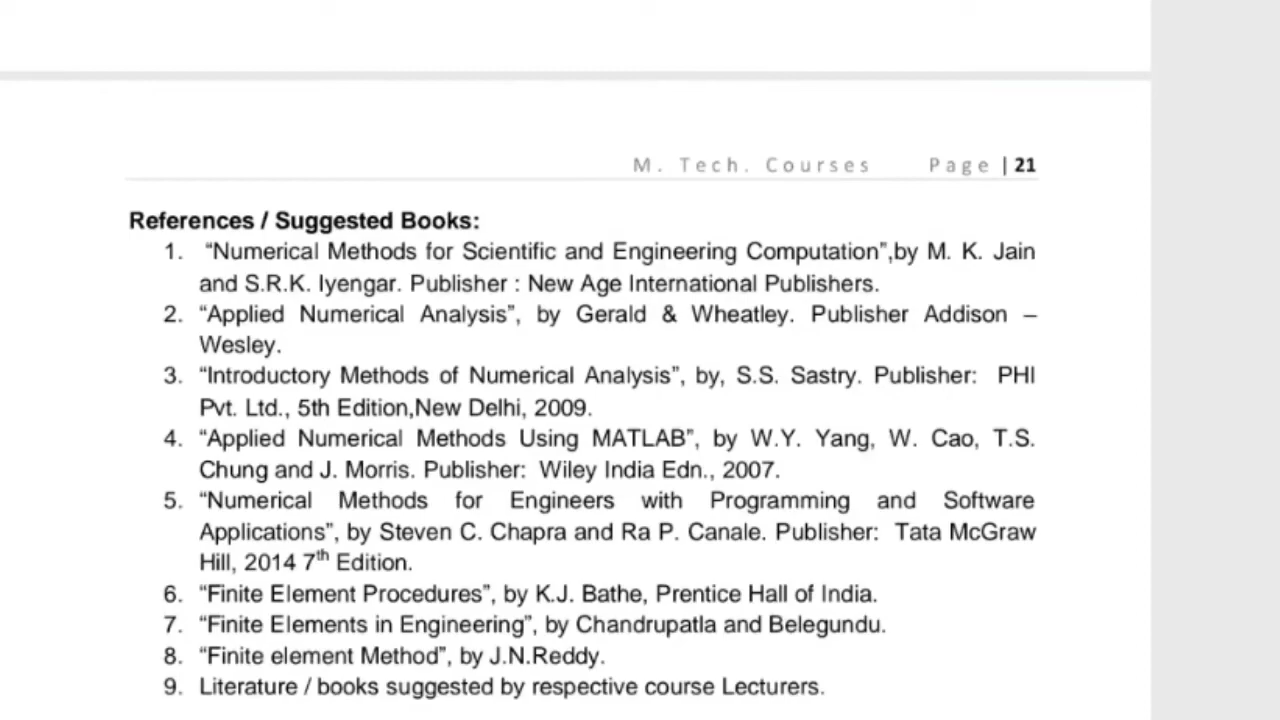 M. Tech. Courses Page | 21
References / Suggested Books:
1. “Numerical Methods for Scientific and Engineering Computation”,by M. K. Jain
and S.R.K. Iyengar. Publisher : New Age International Publishers.
2. “Applied Numerical Analysis”, by Gerald & Wheatley. Publisher Addison –
Wesley.
3. “Introductory Methods of Numerical Analysis”, by, S.S. Sastry. Publisher: PHI
Pvt. Ltd., 5th Edition,New Delhi, 2009.
4. “Applied Numerical Methods Using MATLAB”, by W.Y. Yang, W. Cao, T.S.
Chung and J. Morris. Publisher: Wiley India Edn., 2007.
5. “Numerical Methods for Engineers with Programming and Software
Applications”, by Steven C. Chapra and Ra P. Canale. Publisher: Tata McGraw
Hill, 2014 7th Edition.
6. “Finite Element Procedures”, by K.J. Bathe, Prentice Hall of India.
7. “Finite Elements in Engineering”, by Chandrupatla and Belegundu.
8. “Finite element Method”, by J.N.Reddy.
9. Literature / books suggested by respective course Lecturers.